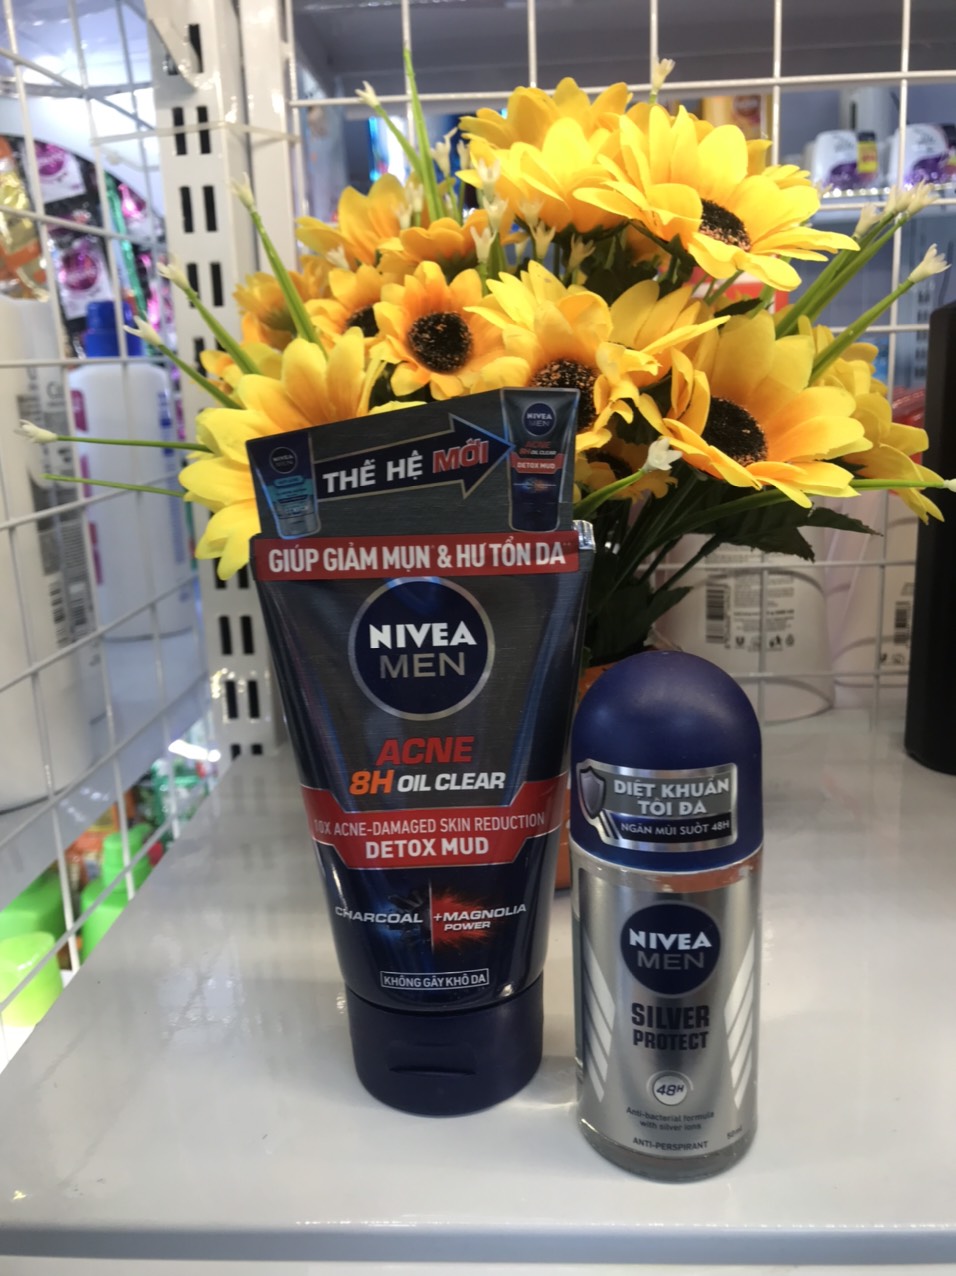 NIVEA
MEN
THẾ HỆ MỚI
NIVEA
MEN
ACNE
8H OIL CLEAR
DETOX MUD
GIÚP GIẢM MỤN & HƯ TỔN DA
NIVEA
MEN
ACNE
8H OIL CLEAR
10X ACNE-DAMAGED SKIN REDUCTION
DETOX MUD
CHARCOAL +MAGNOLIA
POWER
KHÔNG GÂY KHÔ DA
DIỆT KHUẨN
TỐI ĐA
NGĂN MÙI SUỐT 48H
NIVEA
MEN
SILVER
PROTECT
48H
Anti-bacterial formula
with silver ions
ANTI-PERSPIRANT
50ml